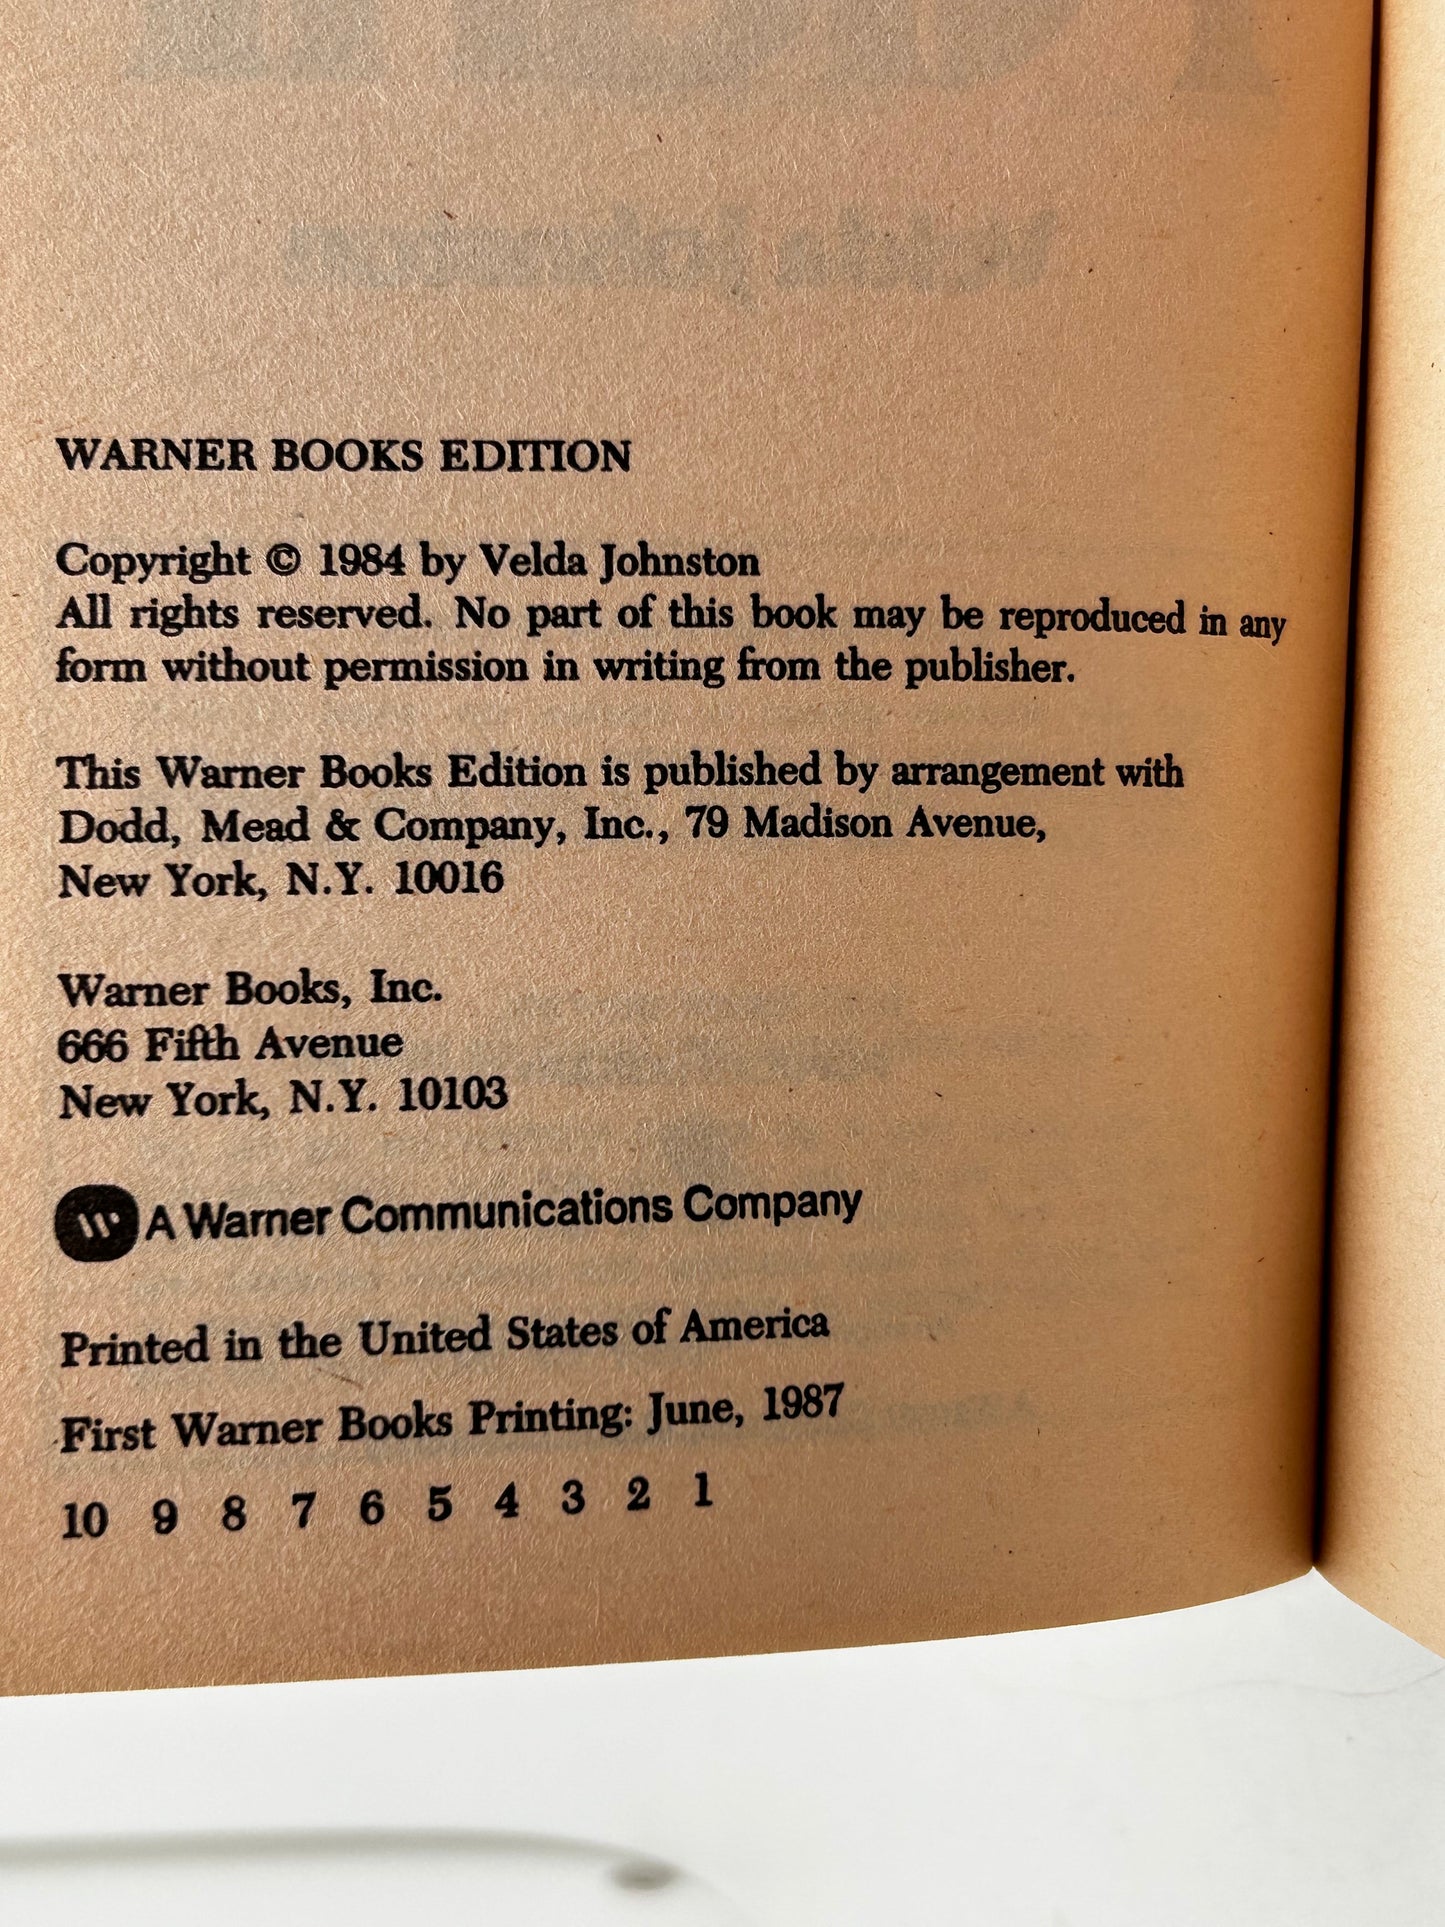 WARNER BOOKS EDITION
Copyright © 1984 by Velda Johnston
All rights reserved. No part of this book may be reproduced in any
form without permission in writing from the publisher.
This Warner Books Edition is published by arrangement with
Dodd, Mead & Company, Inc., 79 Madison Avenue,
New York, N.Y. 10016
Warner Books, Inc.
666 Fifth Avenue
New York, N.Y. 10103
A Warner Communications Company
Printed in the United States of America
First Warner Books Printing: June, 1987
10 9 8 7 6 5 4 3 2 1